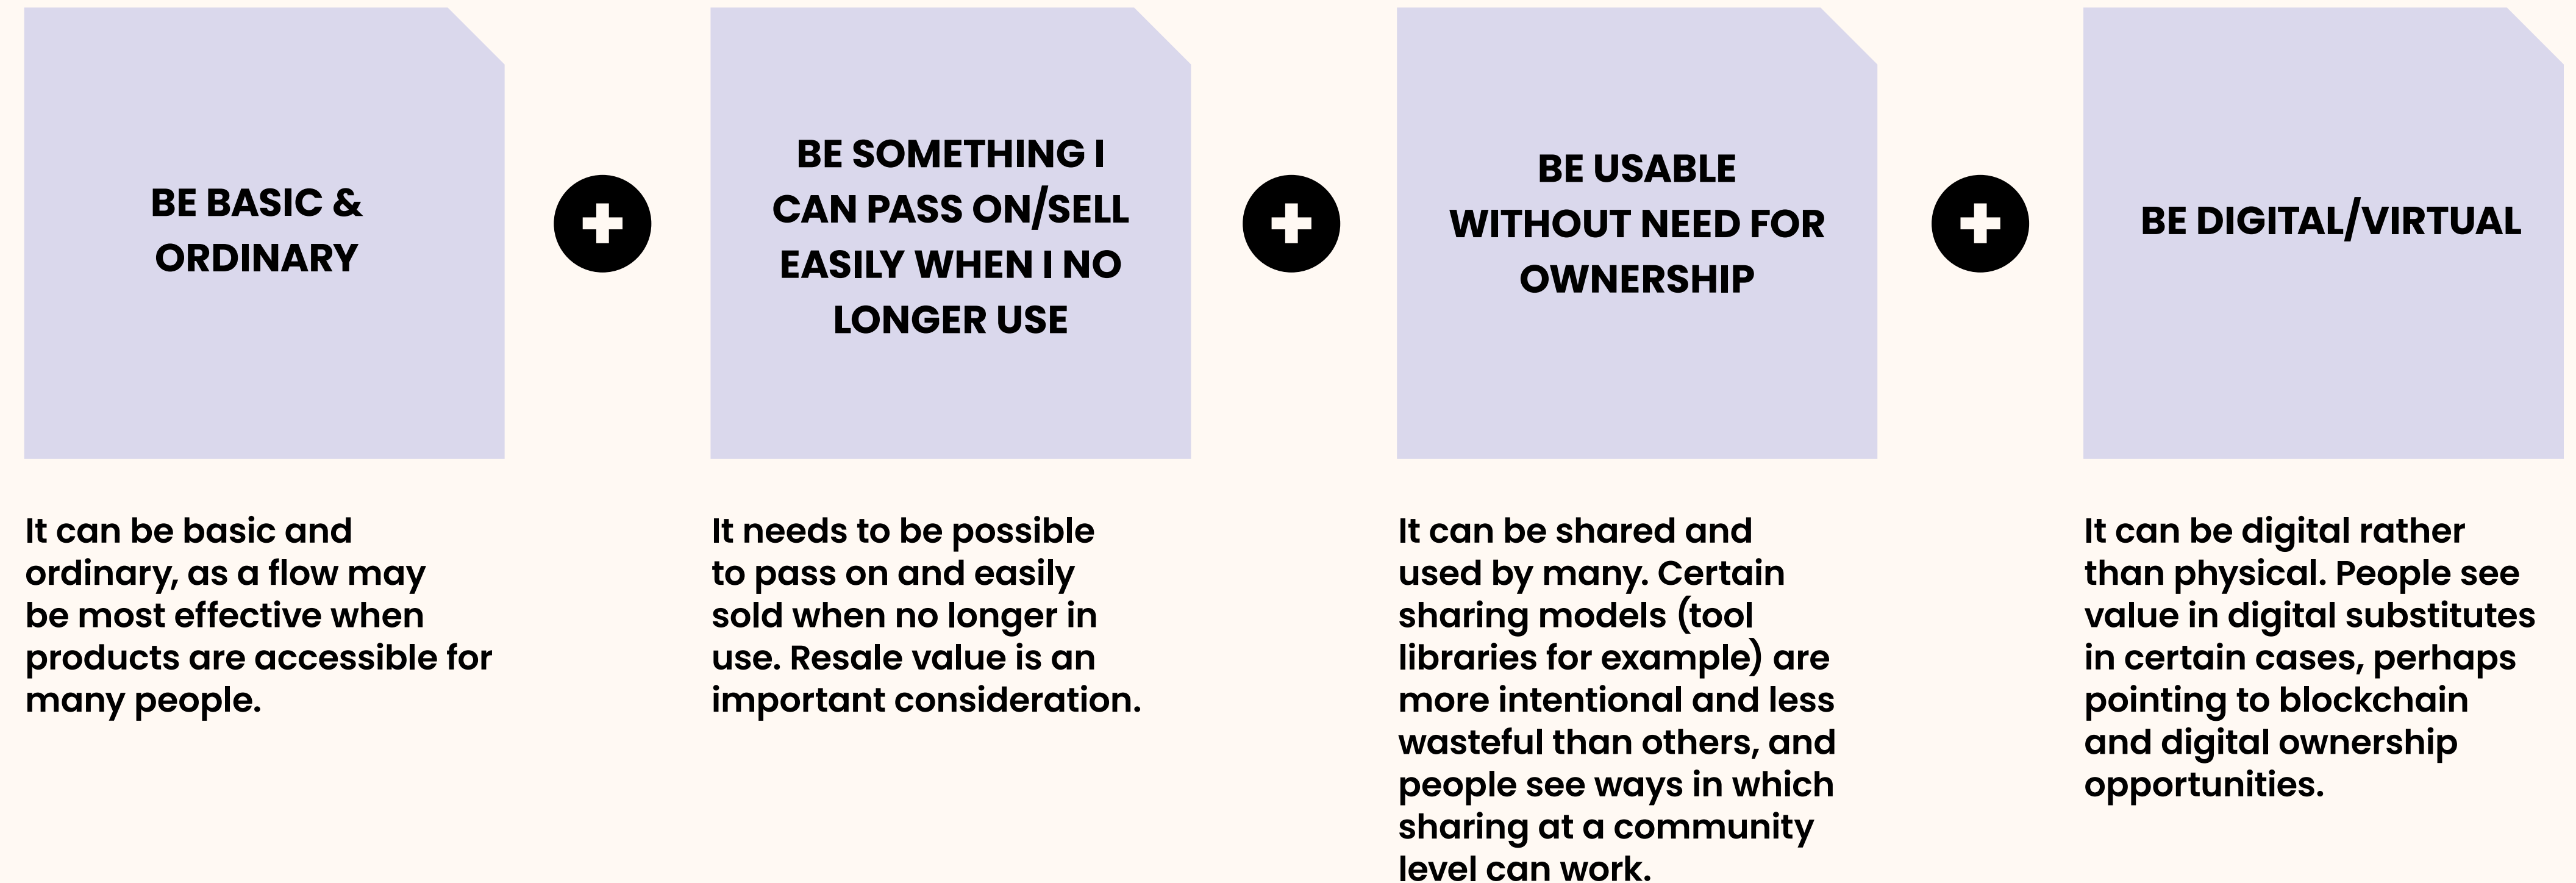 BE BASIC &
ORDINARY
It can be basic and
ordinary, as a flow may
be most effective when
products are accessible for
many people.
BE SOMETHING I
CAN PASS ON/SELL
EASILY WHEN I NO
LONGER USE
It needs to be possible
to pass on and easily
sold when no longer in
use. Resale value is an
important consideration.
BE USABLE
WITHOUT NEED FOR
OWNERSHIP
It can be shared and
used by many. Certain
sharing models (tool
libraries for example) are
more intentional and less
wasteful than others, and
people see ways in which
sharing at a community
level can work.
BE DIGITAL/VIRTUAL
It can be digital rather
than physical. People see
value in digital substitutes
in certain cases, perhaps
pointing to blockchain
and digital ownership
opportunities.